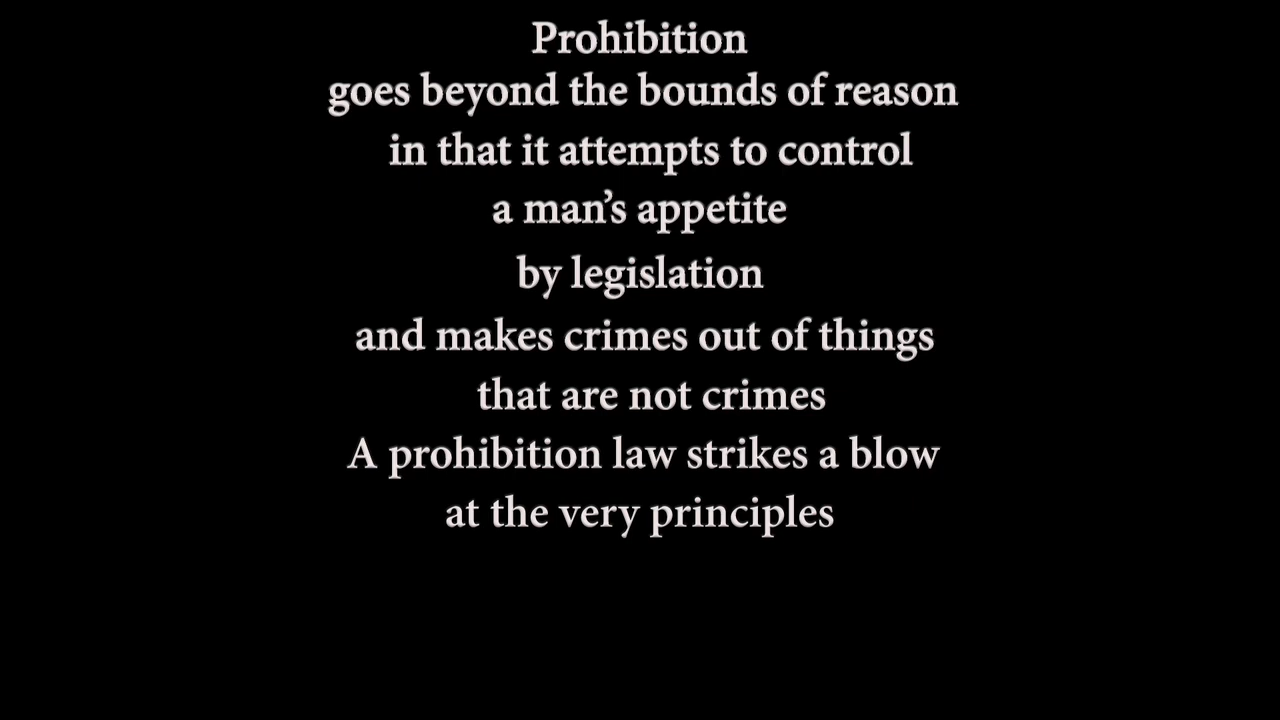 Prohibition
goes beyond the bounds of reason
in that it attempts to control
a man’s appetite
by legislation
and makes crimes out of things
that are not crimes
A prohibition law strikes a blow
at the very principles